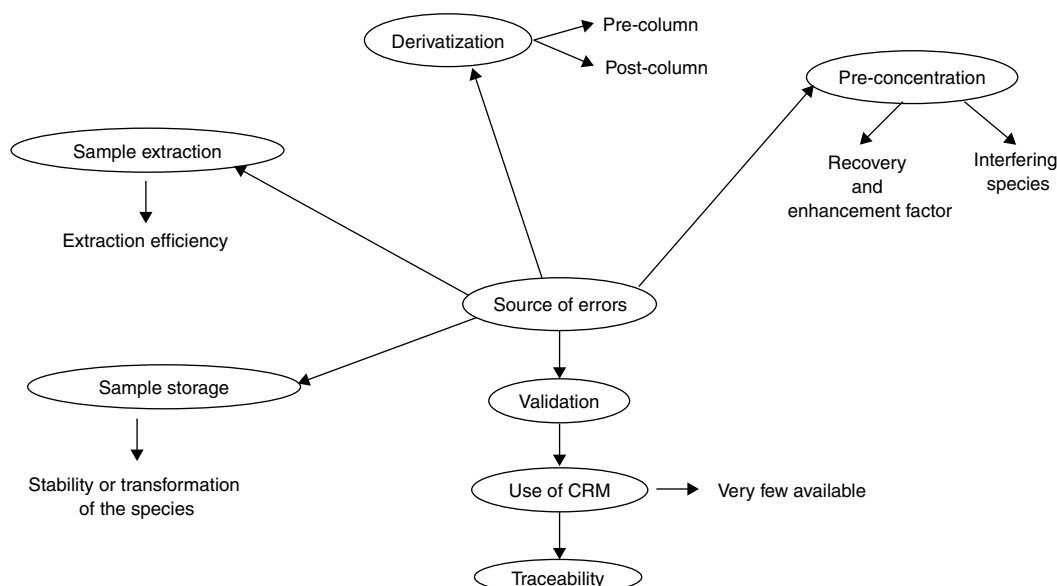 Derivatization
Pre-column
Post-column
Pre-concentration
Recovery
and
enhancement factor
Interfering
species
Sample extraction
Extraction efficiency
Source of errors
Sample storage
Stability or transformation
of the species
Validation
Use of CRM
Very few available
Traceability